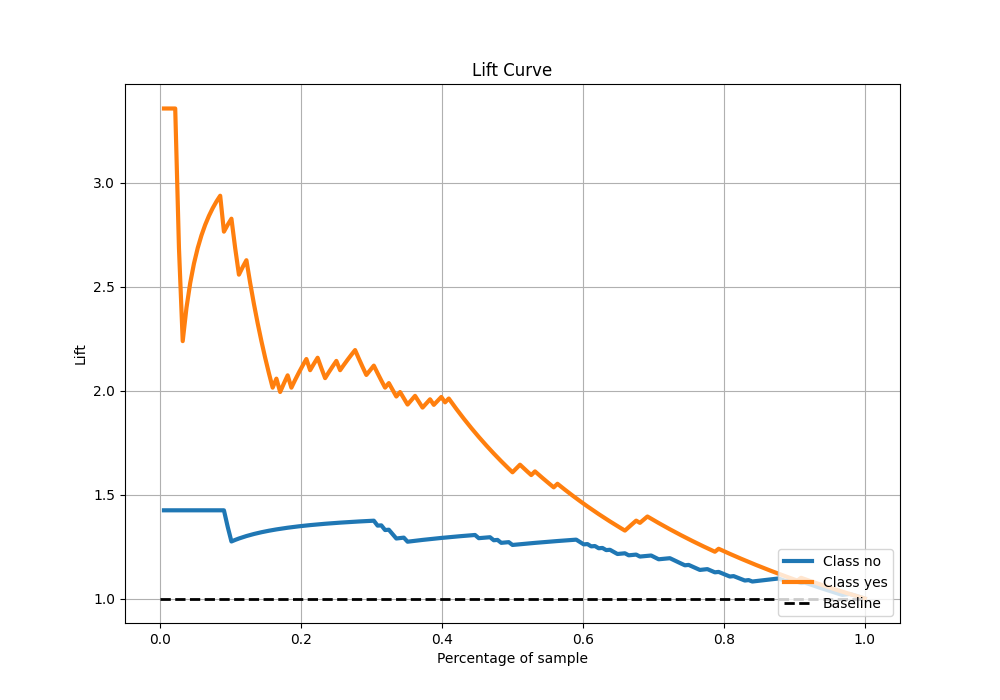 Lift Curve
Lift
3.0
2.5
2.0
1.5
1.0
0.0
0.2
0.4
0.6
0.8
1.0
Percentage of sample
Class no
Class yes
Baseline